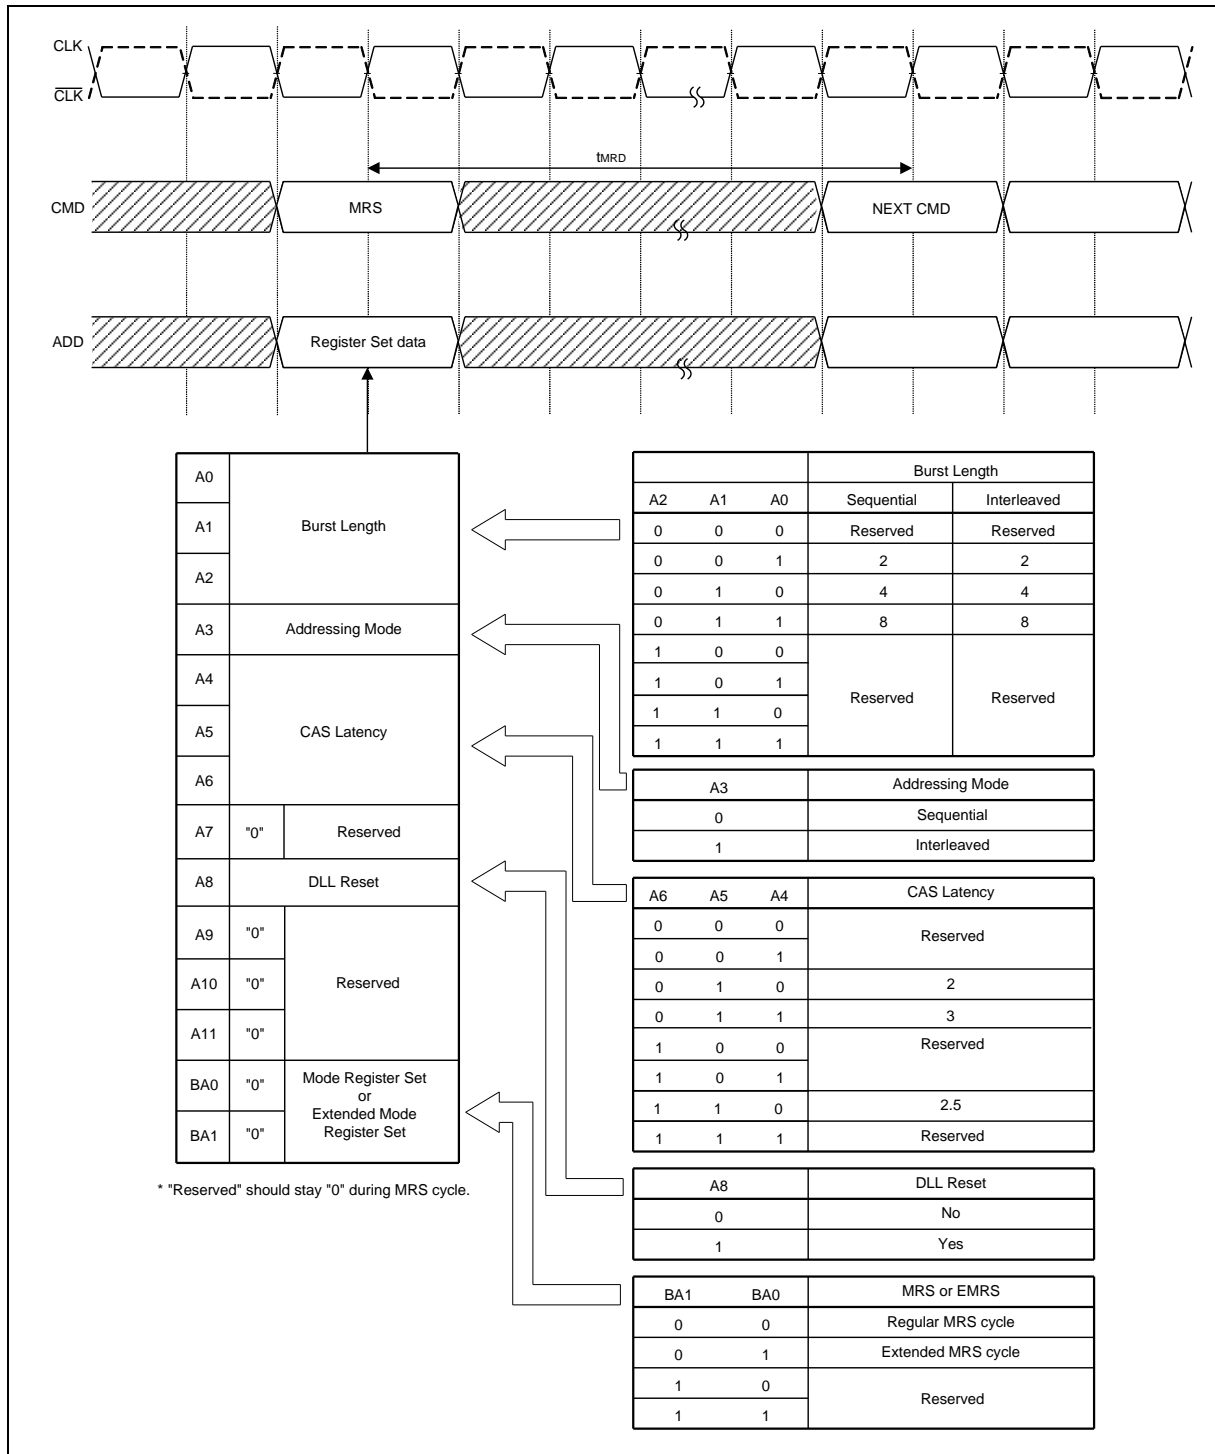 CLK
CLK
tMRD
CMD
MRS
NEXT CMD
ADD
Register Set data
A0
A1
A2
Burst Length
A3
Addressing Mode
A4
A5
A6
CAS Latency
A7 "0" Reserved
A8 DLL Reset
A9 "0"
A10 "0" Reserved
A11 "0"
BA0 "0"
BA1 "0"
Mode Register Set
or
Extended Mode
Register Set
* "Reserved" should stay "0" during MRS cycle.
Burst Length
A2 A1 A0 Sequential Interleaved
0 0 0 Reserved Reserved
0 0 1 2 2
0 1 0 4 4
0 1 1 8 8
1 0 0
1 0 1
Reserved Reserved
1 1 0
1 1 1
A3 Addressing Mode
0 Sequential
1 Interleaved
A6 A5 A4 CAS Latency
0 0 0
Reserved
0 0 1
0 1 0 2
0 1 1 3
1 0 0 Reserved
1 0 1
1 1 0 2.5
1 1 1 Reserved
A8 DLL Reset
0 No
1 Yes
BA1 BA0 MRS or EMRS
0 0 Regular MRS cycle
0 1 Extended MRS cycle
1 0
Reserved
1 1